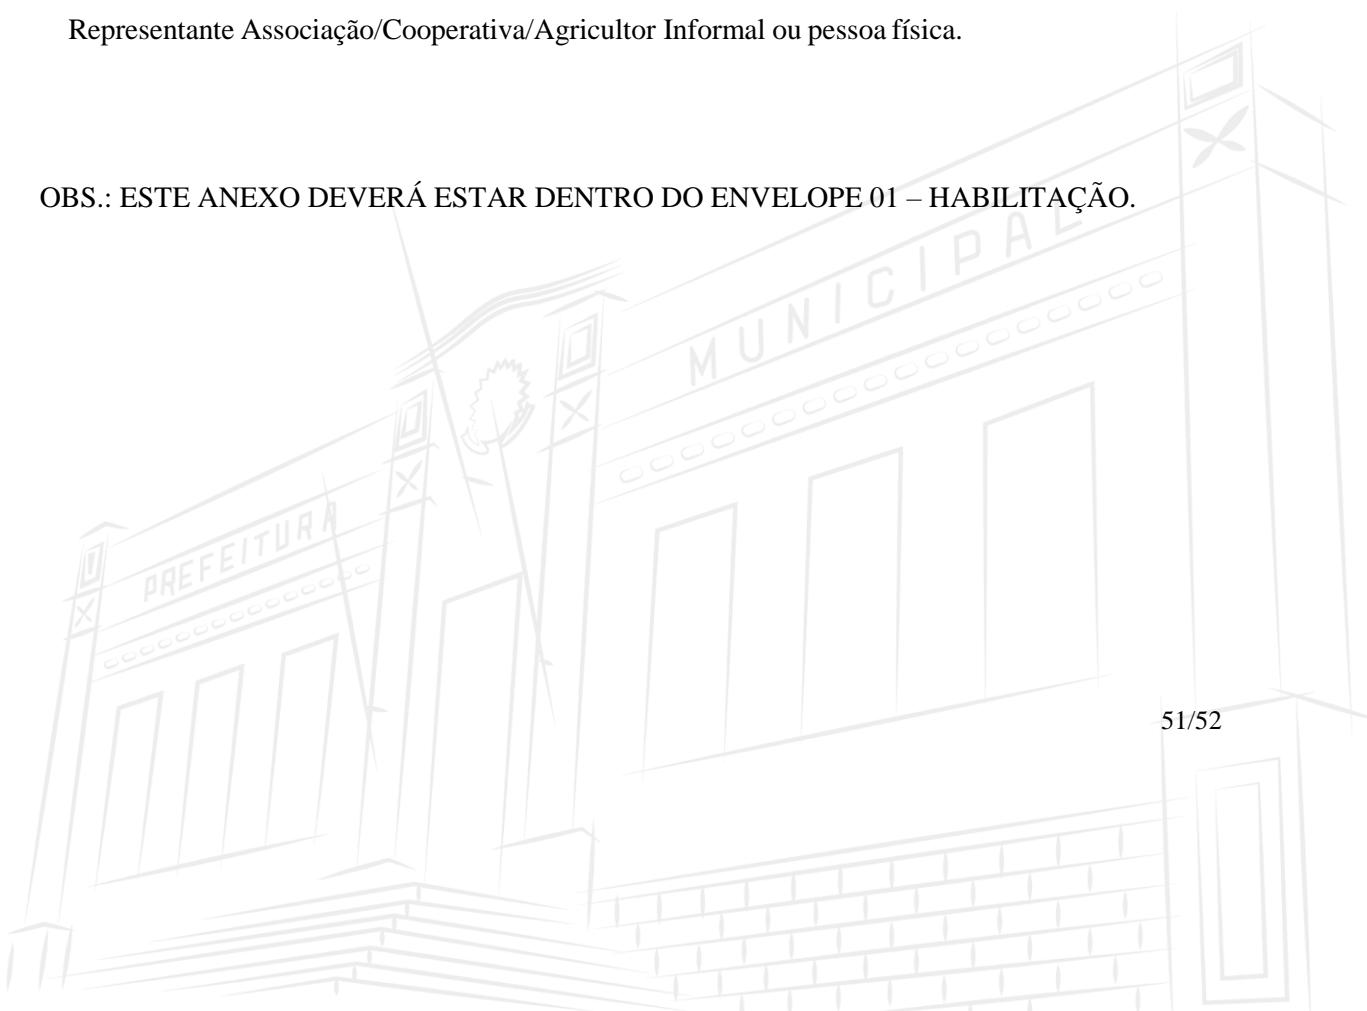 Representante Associação/Cooperativa/Agricultor Informal ou pessoa física.
OBS.: ESTE ANEXO DEVERÁ ESTAR DENTRO DO ENVELOPE 01 – HABILITAÇÃO.
MUNICIPAL
PREFEITURA
51/52